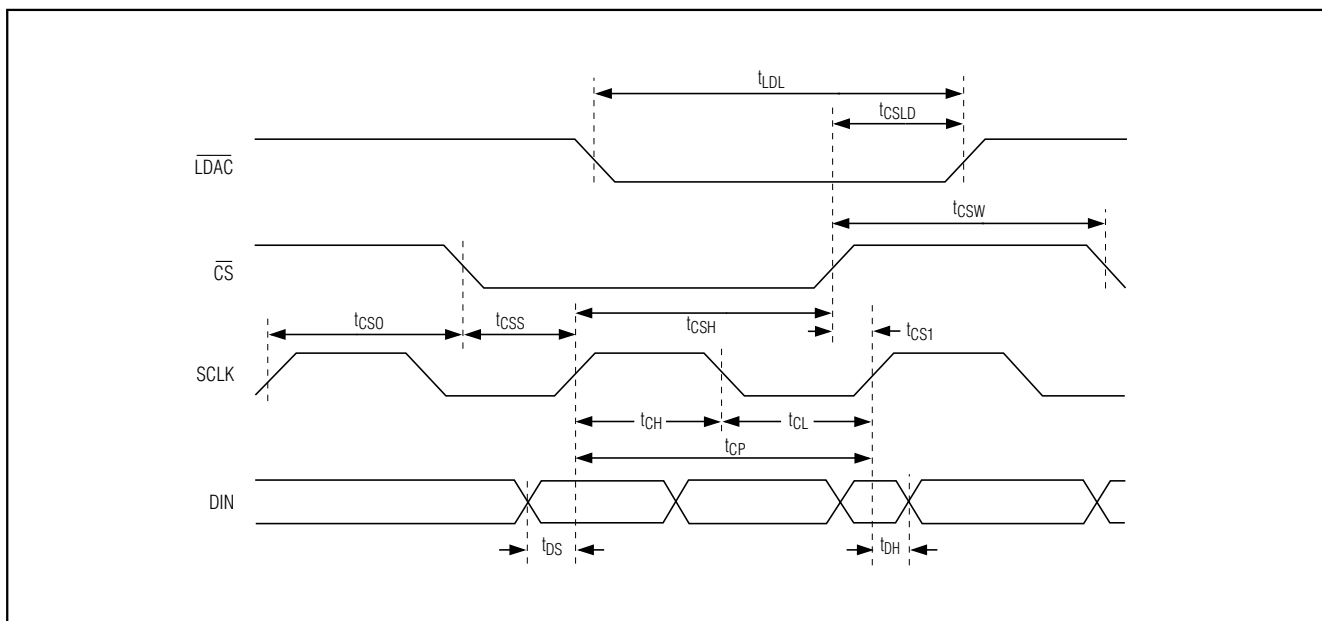 tLDL
tCSLD
LDAC
tCSW
CS
tCSO
tCSS
tCSH
tCS1
SCLK
tCH
tCL
tCP
DIN
tDS
tDH